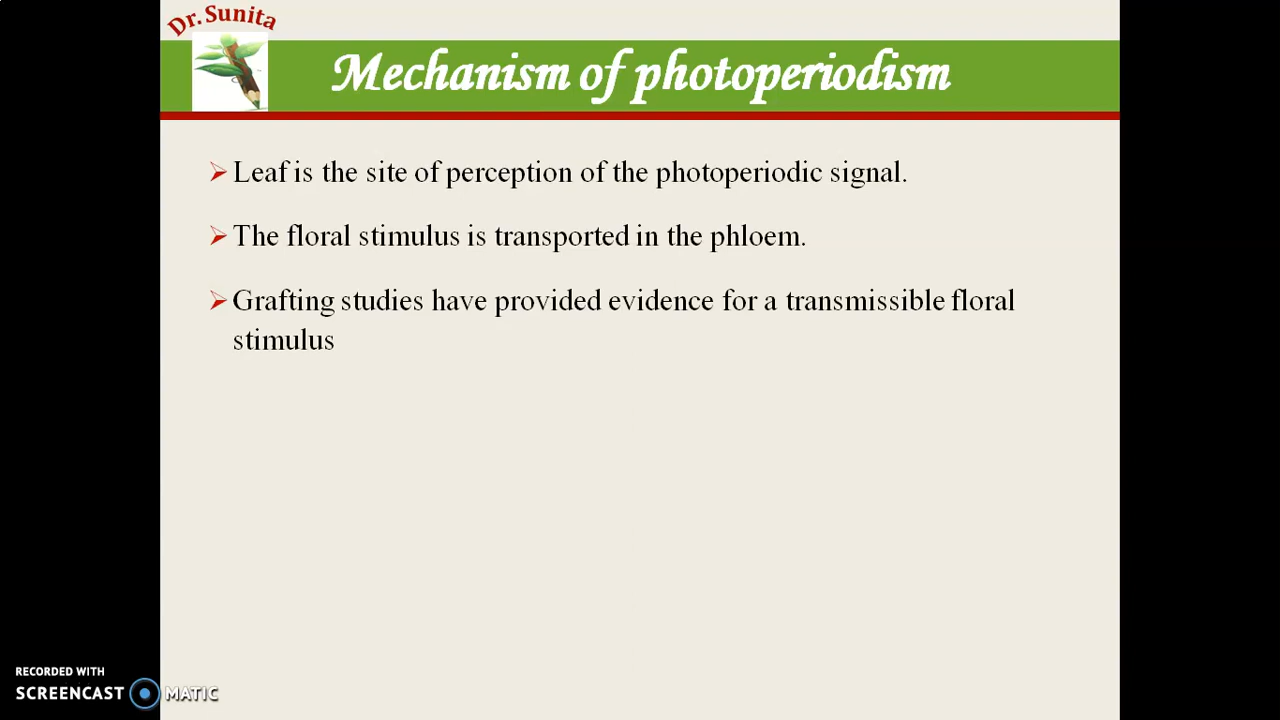 Dr. Sunita
Mechanism of photoperiodism
Leaf is the site of perception of the photoperiodic signal.
The floral stimulus is transported in the phloem.
Grafting studies have provided evidence for a transmissible floral
stimulus
RECORDED WITH
SCREENCAST MATIC